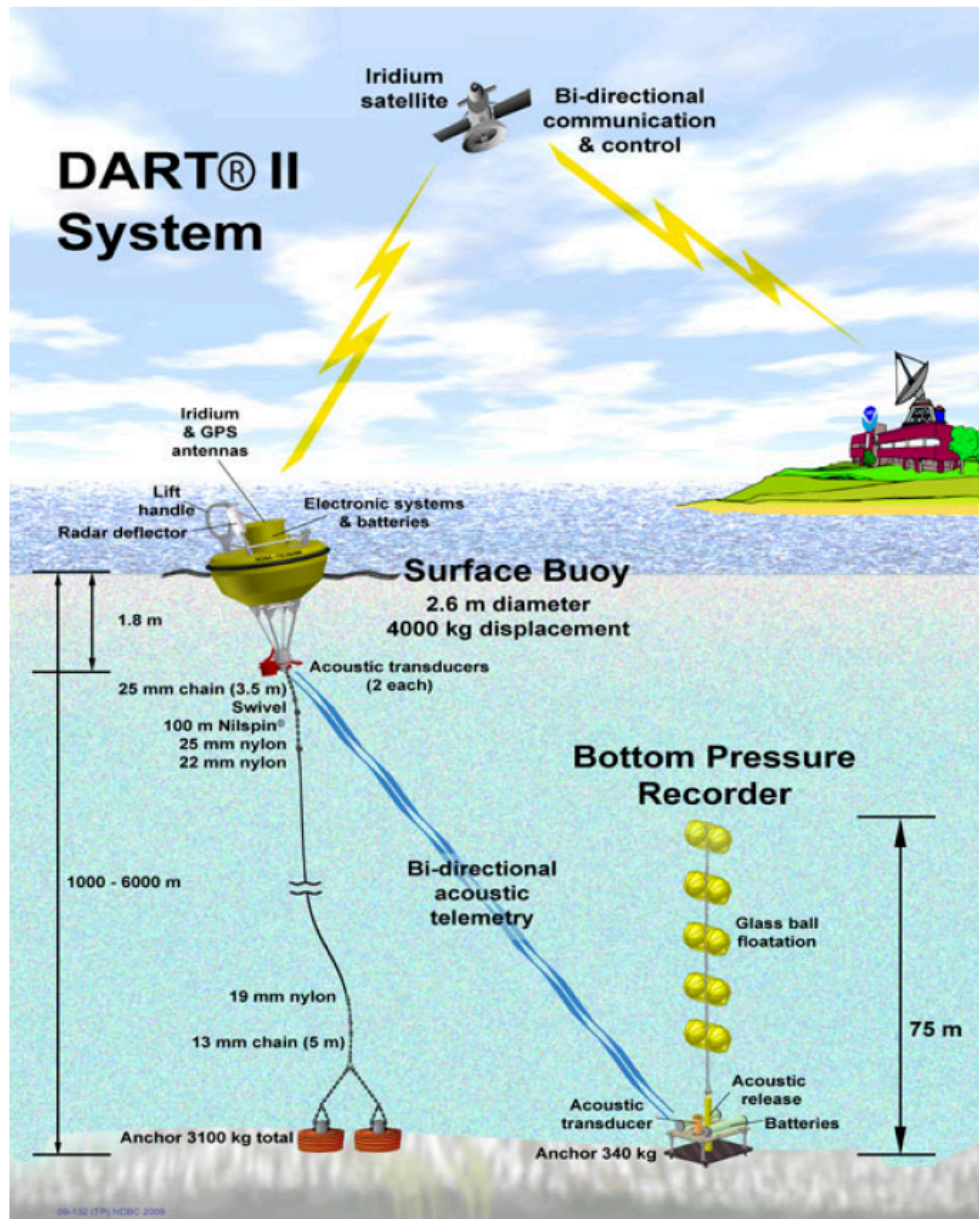 Iridium
satellite
Bi-directional
communication
& control
DART® II
System
Iridium
& GPS
antennas
Lift
handle
Radar deflector
Electronic systems
& batteries
Surface Buoy
2.6 m diameter
4000 kg displacement
1.8 m
Acoustic transducers
(2 each)
25 mm chain (3.5 m)
Swivel
100 m Nilspin®
25 mm nylon
22 mm nylon
Bottom Pressure
Recorder
1000 - 6000 m
Bi-directional
acoustic
telemetry
Glass ball
floatation
19 mm nylon
75 m
13 mm chain (5 m)
Acoustic
release
Acoustic
transducer
Batteries
Anchor 3100 kg total
Anchor 340 kg